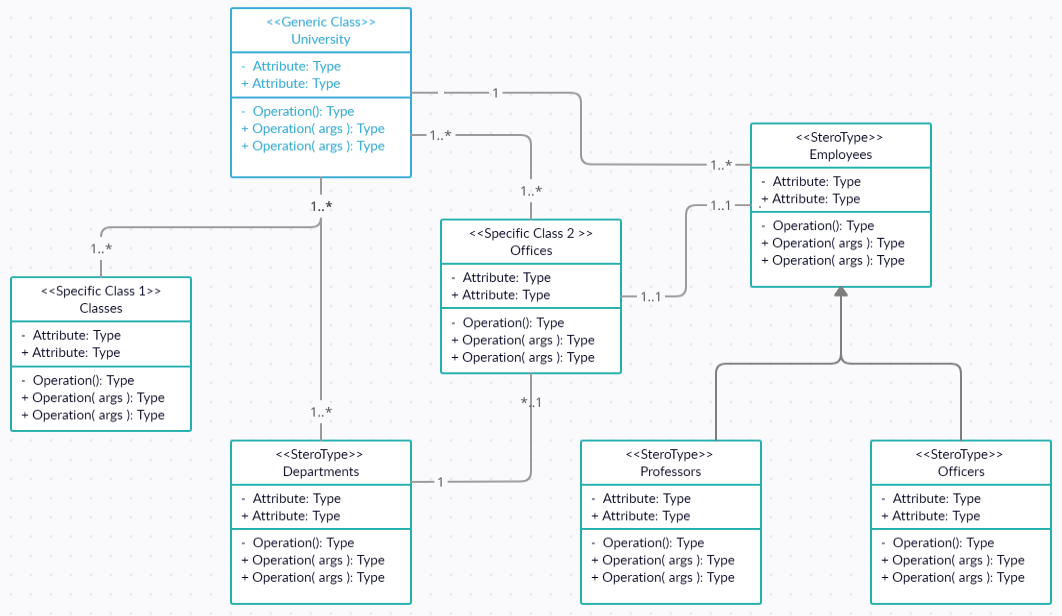 <<Generic Class>>
University
- Attribute: Type
+ Attribute: Type
- Operation(): Type
+ Operation( args ): Type
+ Operation( args ): Type
1
1..*
1..*
1..*
1..*
1..*
1..*
1..1
1..1
*..1
1
<<SteroType>>
Employees
- Attribute: Type
+ Attribute: Type
- Operation(): Type
+ Operation( args ): Type
+ Operation( args ): Type
<<Specific Class 2 >>
Offices
- Attribute: Type
+ Attribute: Type
- Operation(): Type
+ Operation( args ): Type
+ Operation( args ): Type
<<Specific Class 1>>
Classes
- Attribute: Type
+ Attribute: Type
- Operation(): Type
+ Operation( args ): Type
+ Operation( args ): Type
<<SteroType>>
Departments
- Attribute: Type
+ Attribute: Type
- Operation(): Type
+ Operation( args ): Type
+ Operation( args ): Type
<<SteroType>>
Professors
- Attribute: Type
+ Attribute: Type
- Operation(): Type
+ Operation( args ): Type
+ Operation( args ): Type
<<SteroType>>
Officers
- Attribute: Type
+ Attribute: Type
- Operation(): Type
+ Operation( args ): Type
+ Operation( args ): Type